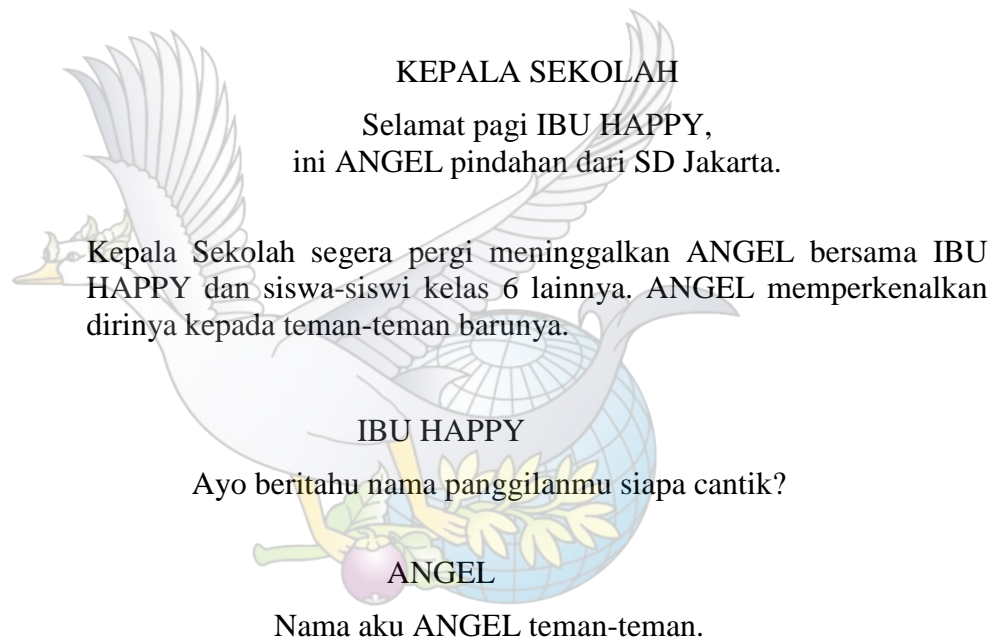 KEPALA SEKOLAH
Selamat pagi IBU HAPPY,
ini ANGEL pindahan dari SD Jakarta.
Kepala Sekolah segera pergi meninggalkan ANGEL bersama IBU
HAPPY dan siswa-siswi kelas 6 lainnya. ANGEL memperkenalkan
dirinya kepada teman-teman barunya.
IBU HAPPY
Ayo beritahu nama panggilanmu siapa cantik?
ANGEL
Nama aku ANGEL teman-teman.